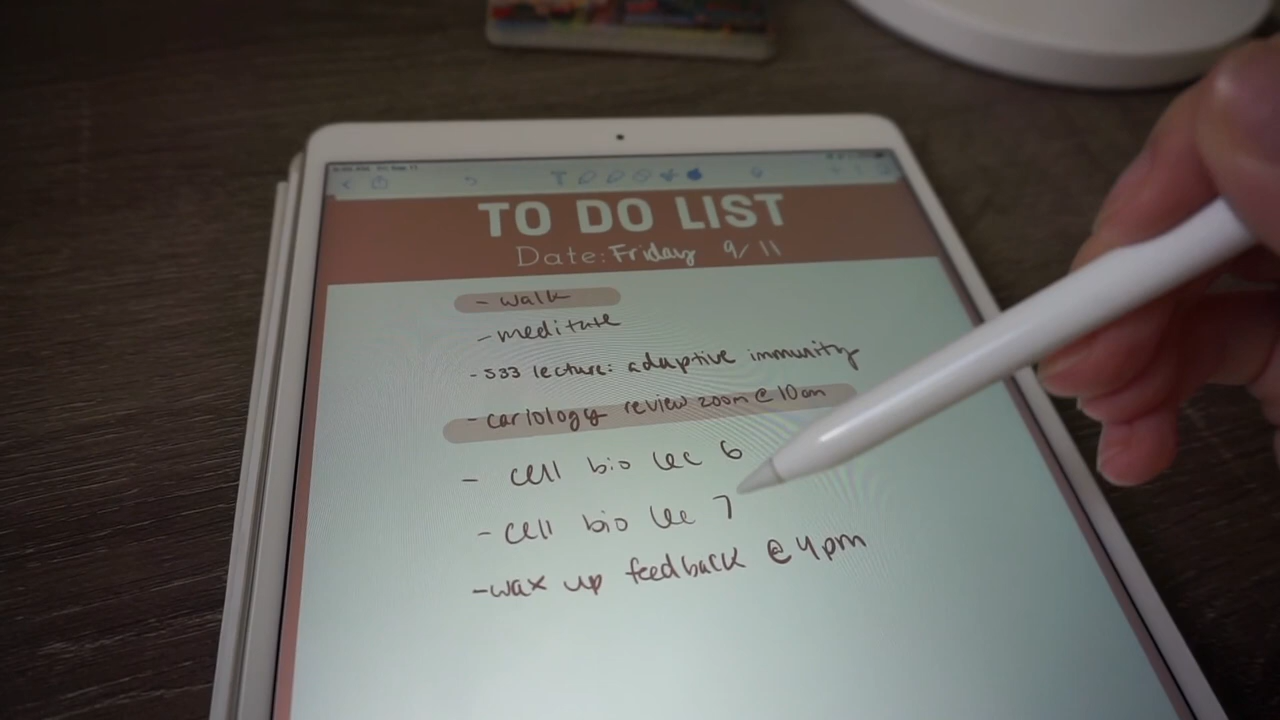 TO DO LIST
Date: Friday 9/11
- walk
- meditate
- 533 lecture: adaptive immunity
- cariology review zoom @ 10am
- cell bio lec 6
- cell bio lec 7
- wax up feedback @ 4pm